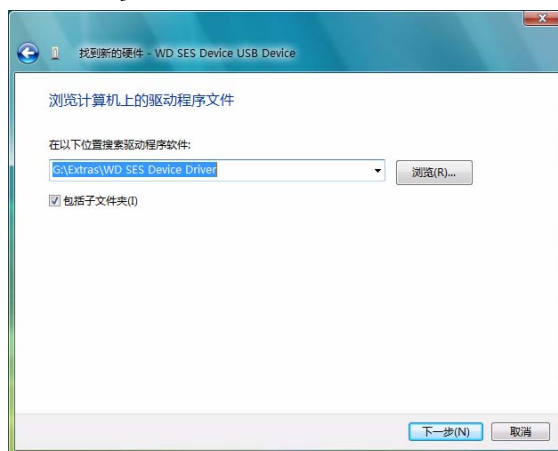 找到新的硬件 - WD SES Device USB Device
浏览计算机上的驱动程序文件
在以下位置搜索驱动程序软件:
G:\Extras\WD SES Device Driver
浏览(R)...
包括子文件夹(I)
下一步(N)
取消